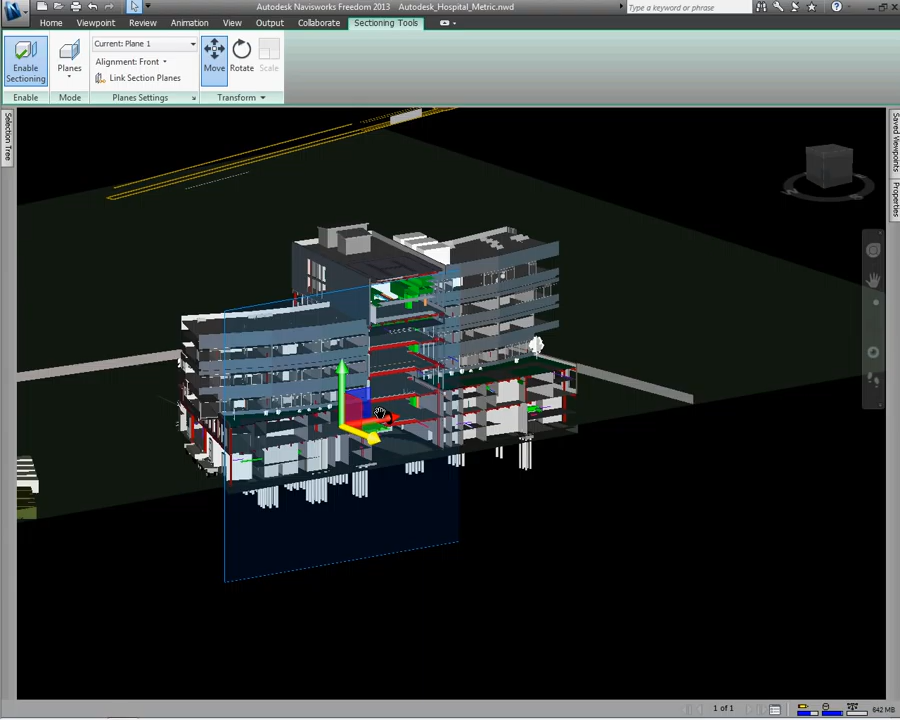 Autodesk Navisworks Freedom 2013 Autodesk_Hospital_Metric.nwd
Type a keyword or phrase
Home Viewpoint Review Animation View Output Collaborate Sectioning Tools
Current: Plane 1
Alignment: Front
Link Section Planes
Enable
Sectioning
Planes
Move
Rotate
Scale
Enable Mode Planes Settings Transform
Selection Tree
Saved Viewpoints
Properties
1 of 1
642 MB